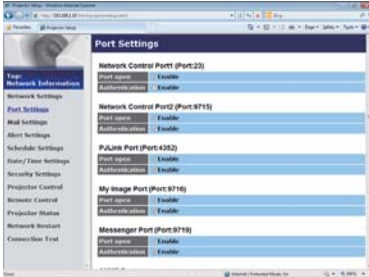 Port Settings
Top:
Network Information
Network Settings
Port Settings
Mail Settings
Alert Settings
Schedule Settings
Date/Time Settings
Security Settings
Projector Control
Remote Control
Projector Status
Network Restart
Connection Test
Network Control Port1 (Port:23)
Port open Enable
Authentication Enable
Network Control Port2 (Port:9715)
Port open Enable
Authentication Enable
PJLink Port (Port:4352)
Port open Enable
Authentication Enable
My Image Port (Port:9716)
Port open Enable
Authentication Enable
Messenger Port (Port:9719)
Port open Enable
Authentication Enable